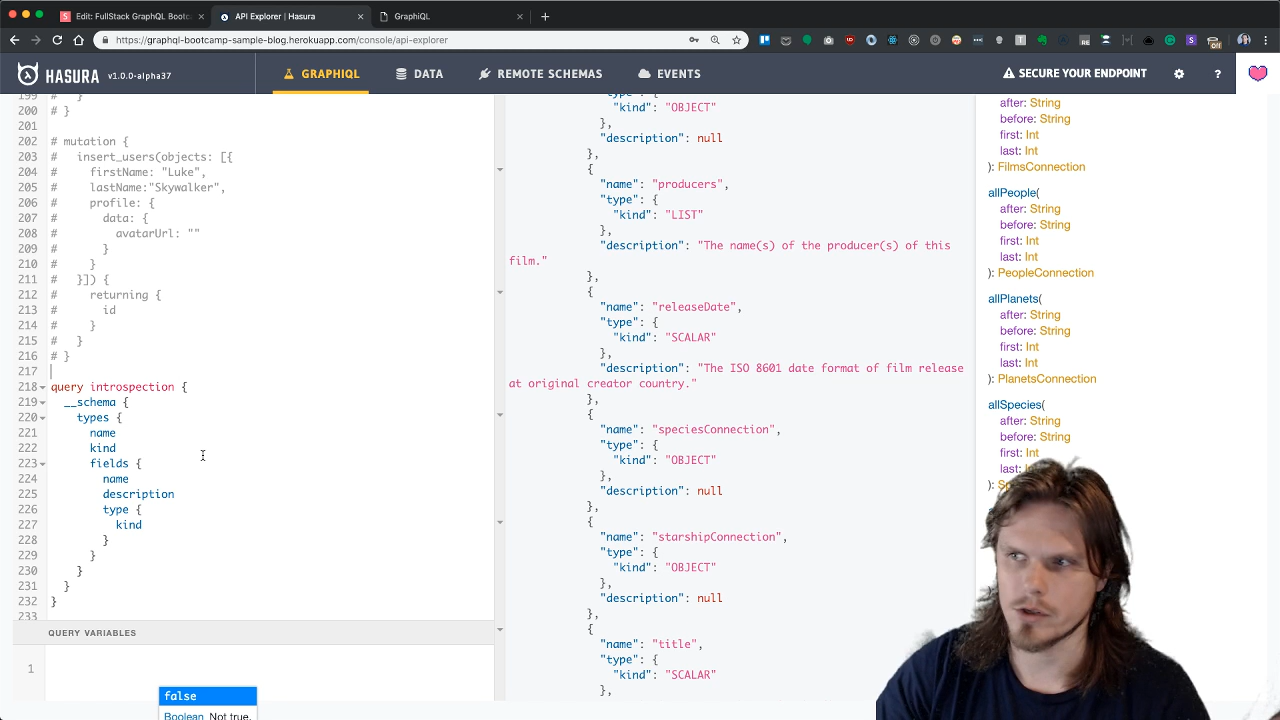 Edit: FullStack GraphQL Bootc
API Explorer | Hasura
GraphiQL
https://graphql-bootcamp-sample-blog.herokuapp.com/console/api-explorer
HASURA v1.0.0-alpha37
GRAPHIQL
DATA
REMOTE SCHEMAS
EVENTS
SECURE YOUR ENDPOINT
?
199 # }
200 # }
201
202 # mutation {
203 # insert_users(objects: [{
204 # firstName: "Luke",
205 # lastName:"Skywalker",
206 # profile: {
207 # data: {
208 # avatarUrl: ""
209 # }
210 # }
211 # }]) {
212 # returning {
213 # id
214 # }
215 # }
216 # }
217
218 query introspection {
219 __schema {
220 types {
221 name
222 kind
223 fields {
224 name
225 description
226 type {
227 kind
228 }
229 }
230 }
231 }
232 }
233
QUERY VARIABLES
1
false
Boolean Not true.
"type": {
"kind": "OBJECT"
},
"description": null
},
{
"name": "producers",
"type": {
"kind": "LIST"
},
"description": "The name(s) of the producer(s) of this
film."
},
{
"name": "releaseDate",
"type": {
"kind": "SCALAR"
},
"description": "The ISO 8601 date format of film release
at original creator country."
},
{
"name": "speciesConnection",
"type": {
"kind": "OBJECT"
},
"description": null
},
{
"name": "starshipConnection",
"type": {
"kind": "OBJECT"
},
"description": null
},
{
"name": "title",
"type": {
"kind": "SCALAR"
},
after: String
before: String
first: Int
last: Int
): FilmsConnection
allPeople(
after: String
before: String
first: Int
last: Int
): PeopleConnection
allPlanets(
after: String
before: String
first: Int
last: Int
): PlanetsConnection
allSpecies(
after: String
before: String
first: Int
last: In